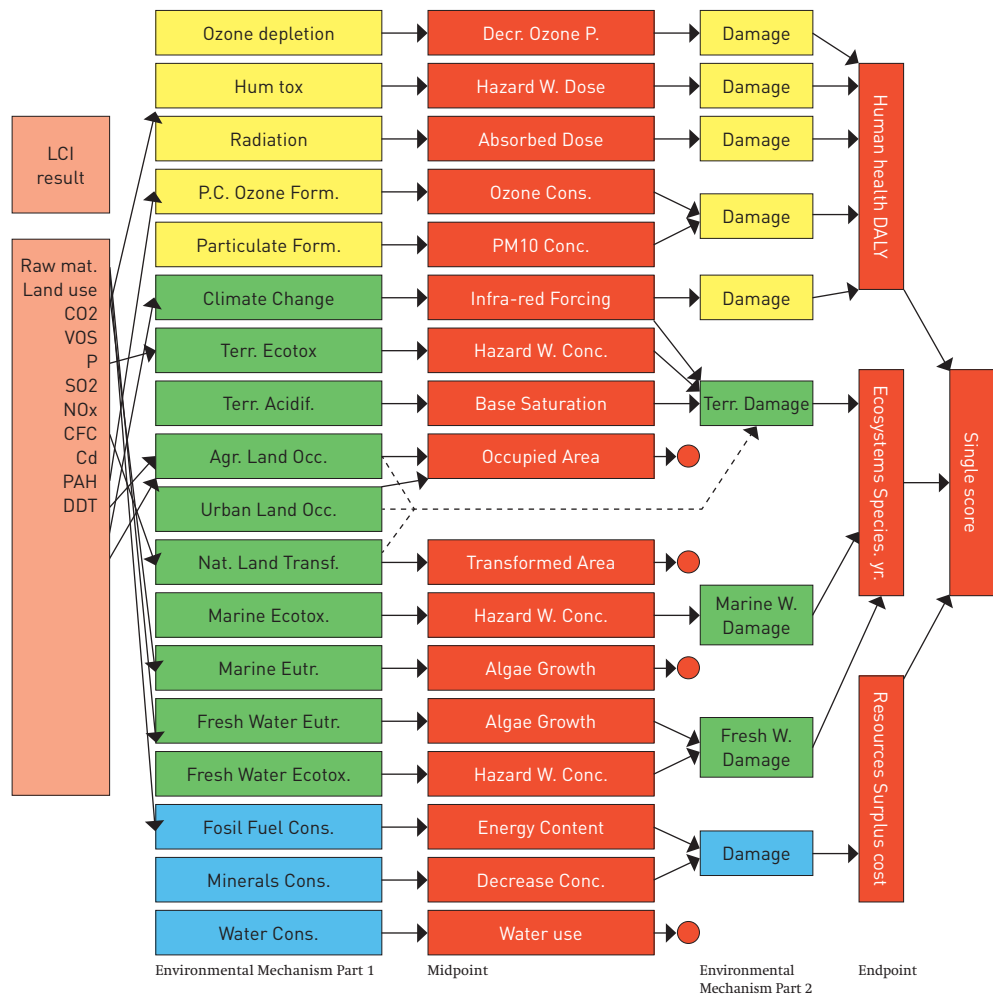 LCI
result
Raw mat.
Land use
CO2
VOS
P
SO2
NOx
CFC
Cd
PAH
DDT
Ozone depletion
Hum tox
Radiation
P.C. Ozone Form.
Particulate Form.
Climate Change
Terr. Ecotox
Terr. Acidif.
Agr. Land Occ.
Urban Land Occ.
Nat. Land Transf.
Marine Ecotox.
Marine Eutr.
Fresh Water Eutr.
Fresh Water Ecotox.
Fosil Fuel Cons.
Minerals Cons.
Water Cons.
Environmental Mechanism Part 1
Decr. Ozone P.
Hazard W. Dose
Absorbed Dose
Ozone Cons.
PM10 Conc.
Infra-red Forcing
Hazard W. Conc.
Base Saturation
Occupied Area
Transformed Area
Hazard W. Conc.
Algae Growth
Algae Growth
Hazard W. Conc.
Energy Content
Decrease Conc.
Water use
Midpoint
Damage
Damage
Damage
Damage
Damage
Terr. Damage
Marine W.
Damage
Fresh W.
Damage
Damage
Environmental
Mechanism Part 2
Human health DALY
Ecosystems Species. yr.
Resources Surplus cost
Endpoint
Single score